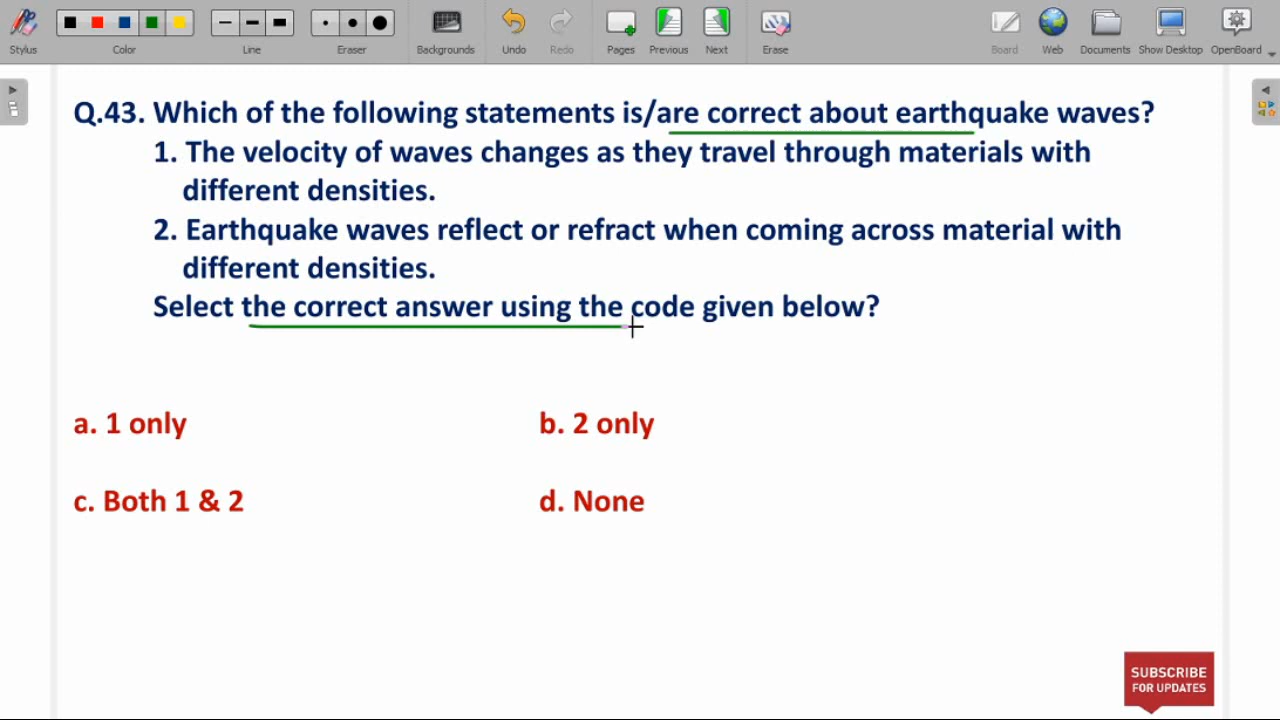 Stylus Color Line Eraser Backgrounds Undo Redo Pages Previous Next Erase Board Web Documents Show Desktop OpenBoard
Q.43. Which of the following statements is/are correct about earthquake waves?
1. The velocity of waves changes as they travel through materials with
different densities.
2. Earthquake waves reflect or refract when coming across material with
different densities.
Select the correct answer using the code given below?
a. 1 only
b. 2 only
c. Both 1 & 2
d. None
SUBSCRIBE
FOR UPDATES